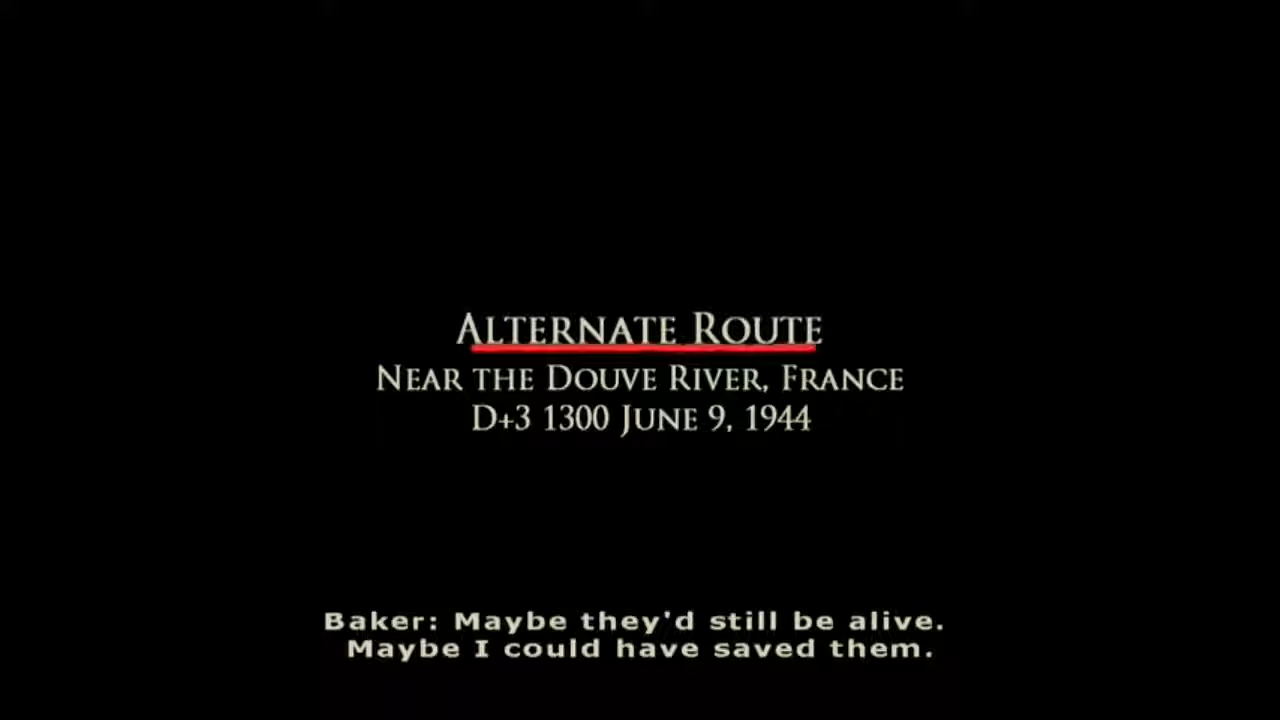 Alternate Route
Near the Douve River, France
D+3 1300 June 9, 1944
Baker: Maybe they'd still be alive.
Maybe I could have saved them.